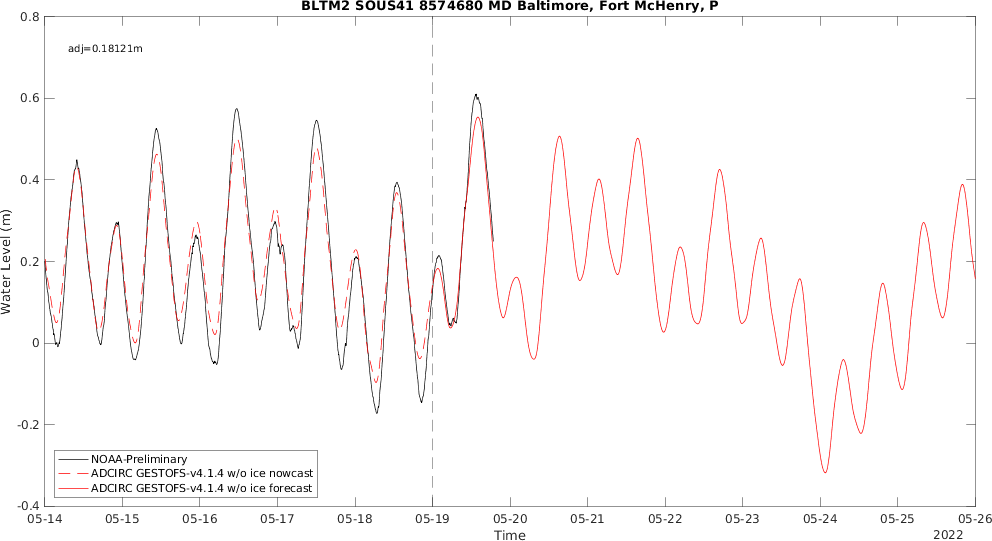 BLTM2 SOUS41 8574680 MD Baltimore, Fort McHenry, P
adj=0.18121m
Water Level (m)
0.8
0.6
0.4
0.2
0
-0.2
-0.4
NOAA-Preliminary
ADCIRC GESTOFS-v4.1.4 w/o ice nowcast
ADCIRC GESTOFS-v4.1.4 w/o ice forecast
05-14 05-15 05-16 05-17 05-18 05-19 05-20 05-21 05-22 05-23 05-24 05-25 05-26
Time
2022